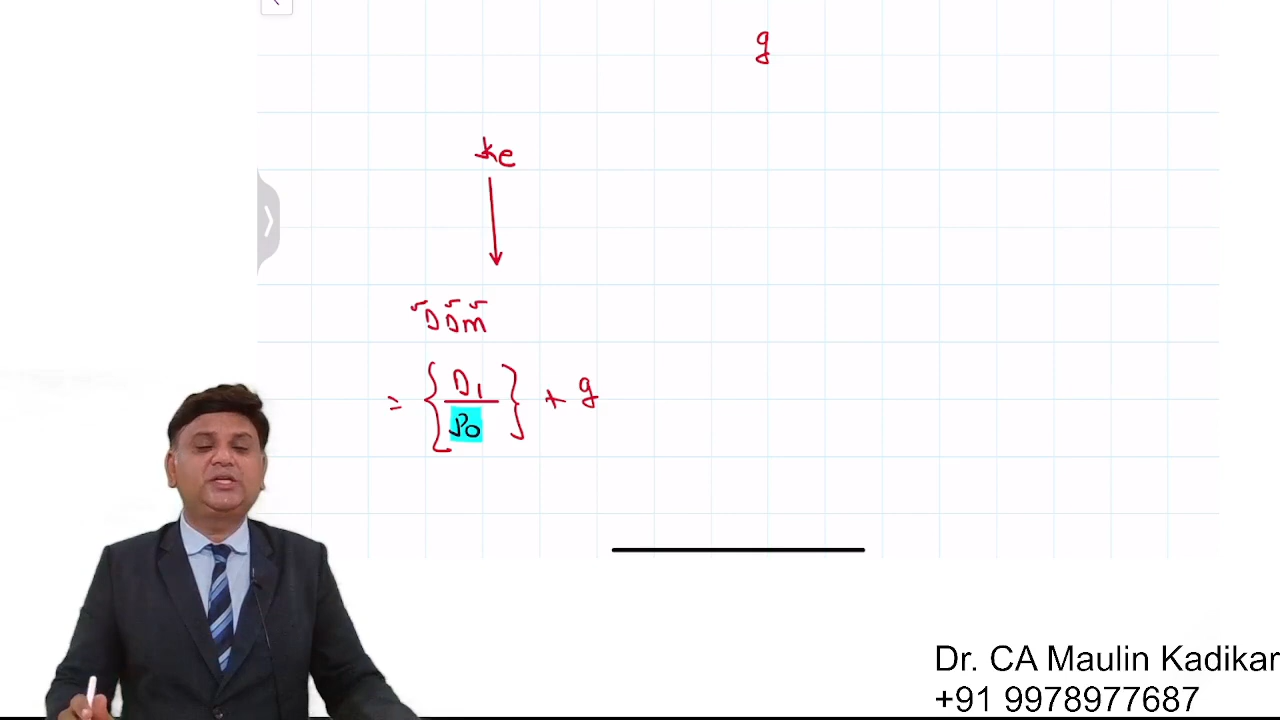 g
ke
DDM
= { D1 / P0 } + g
Dr. CA Maulin Kadikar
+91 9978977687